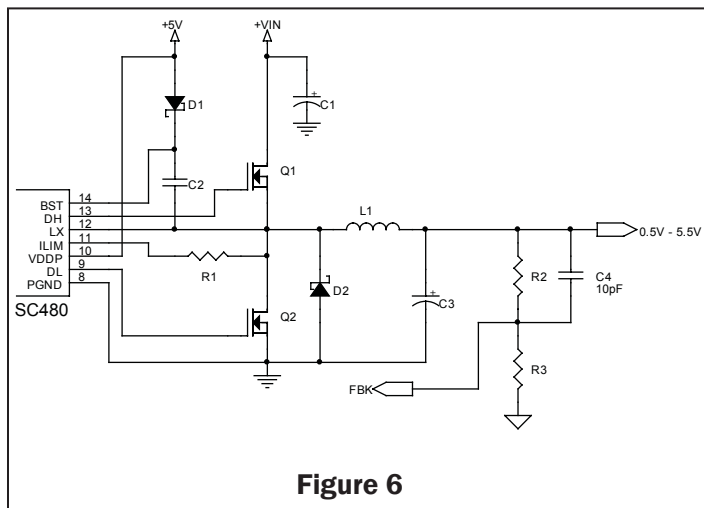 +5V
+VIN
D1
C1
Q1
C2
14
BST
13
DH
12
LX
11
ILIM
10
VDDP
9
DL
8
PGND
SC480
R1
L1
0.5V - 5.5V
D2
Q2
+
C3
R2
C4
10pF
R3
FBK
+
Figure 6